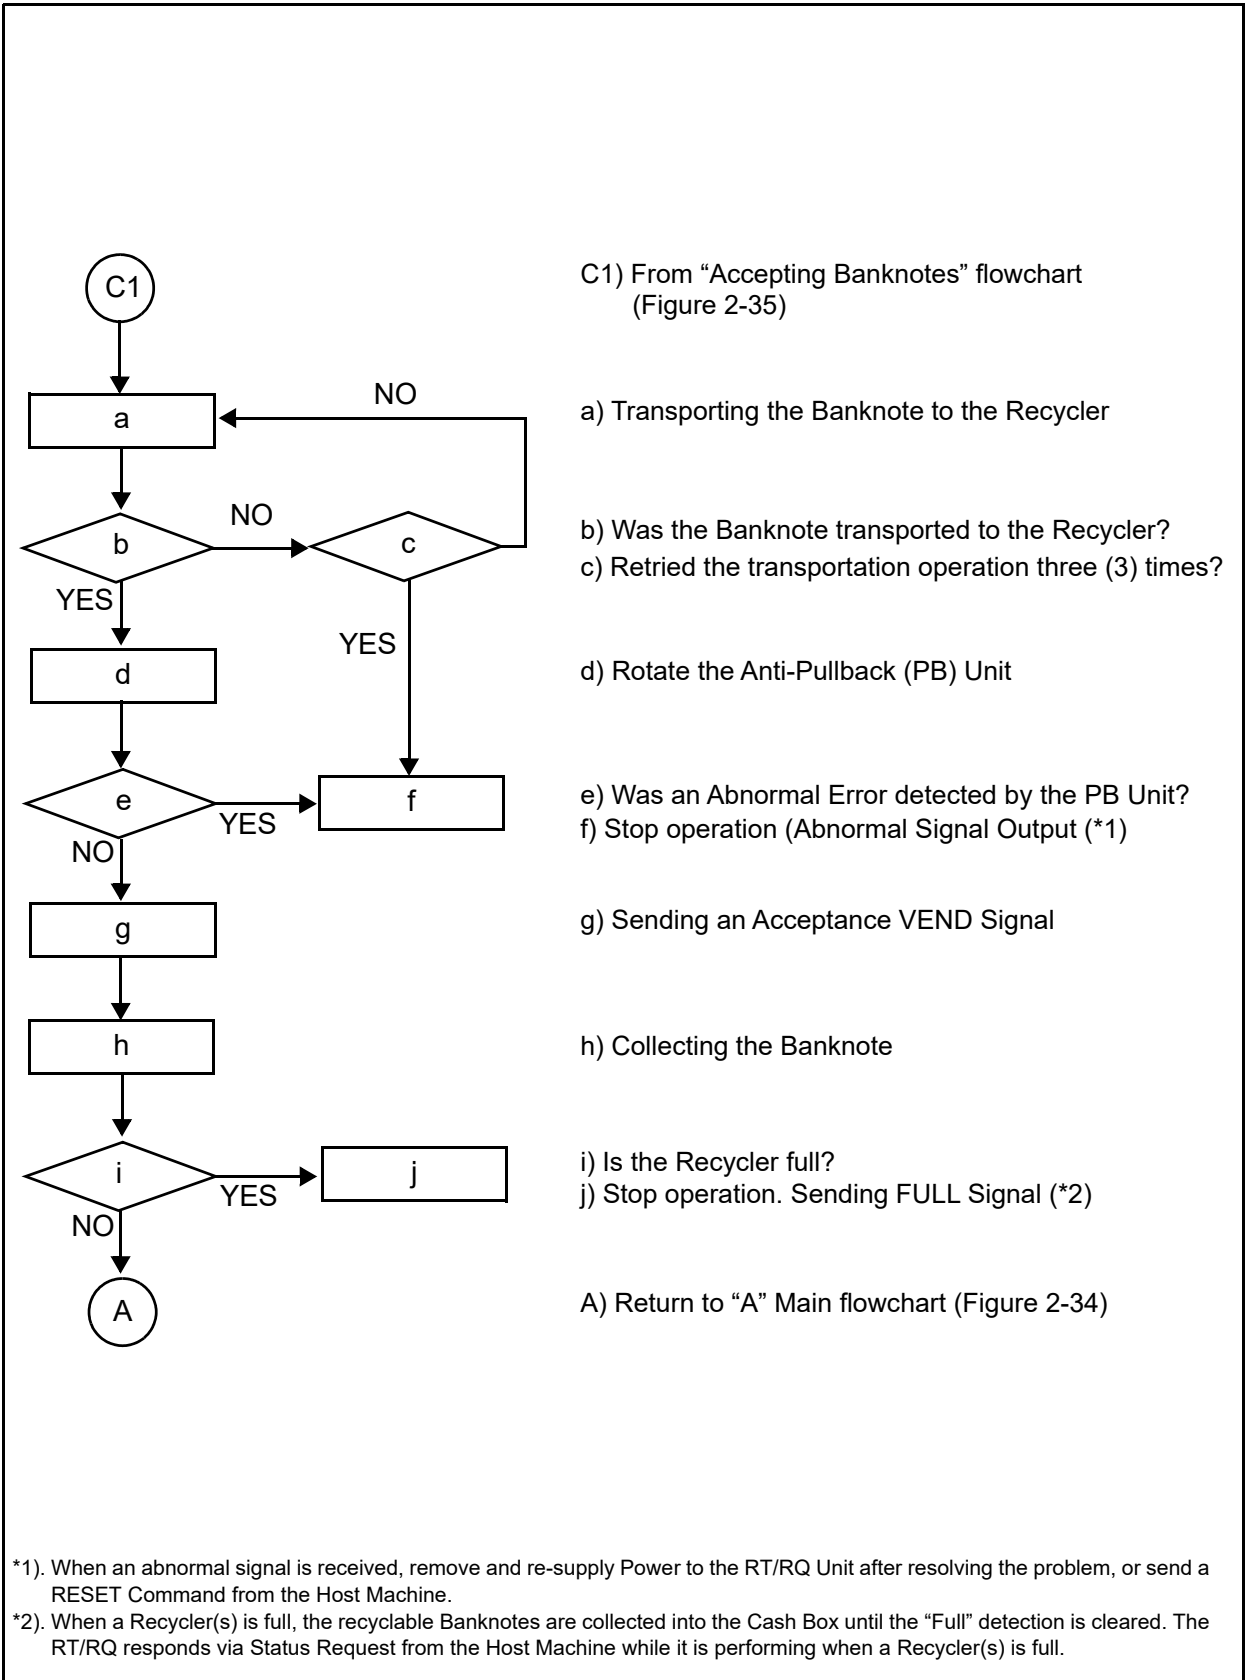 C1
C1) From “Accepting Banknotes” flowchart
(Figure 2-35)
NO
a
a) Transporting the Banknote to the Recycler
NO
b
c
b) Was the Banknote transported to the Recycler?
c) Retried the transportation operation three (3) times?
YES
YES
d
d) Rotate the Anti-Pullback (PB) Unit
e
YES
f
e) Was an Abnormal Error detected by the PB Unit?
f) Stop operation (Abnormal Signal Output (*1)
NO
g
g) Sending an Acceptance VEND Signal
h
h) Collecting the Banknote
i
YES
j
i) Is the Recycler full?
j) Stop operation. Sending FULL Signal (*2)
NO
A
A) Return to “A” Main flowchart (Figure 2-34)
*1). When an abnormal signal is received, remove and re-supply Power to the RT/RQ Unit after resolving the problem, or send a
RESET Command from the Host Machine.
*2). When a Recycler(s) is full, the recyclable Banknotes are collected into the Cash Box until the “Full” detection is cleared. The
RT/RQ responds via Status Request from the Host Machine while it is performing when a Recycler(s) is full.